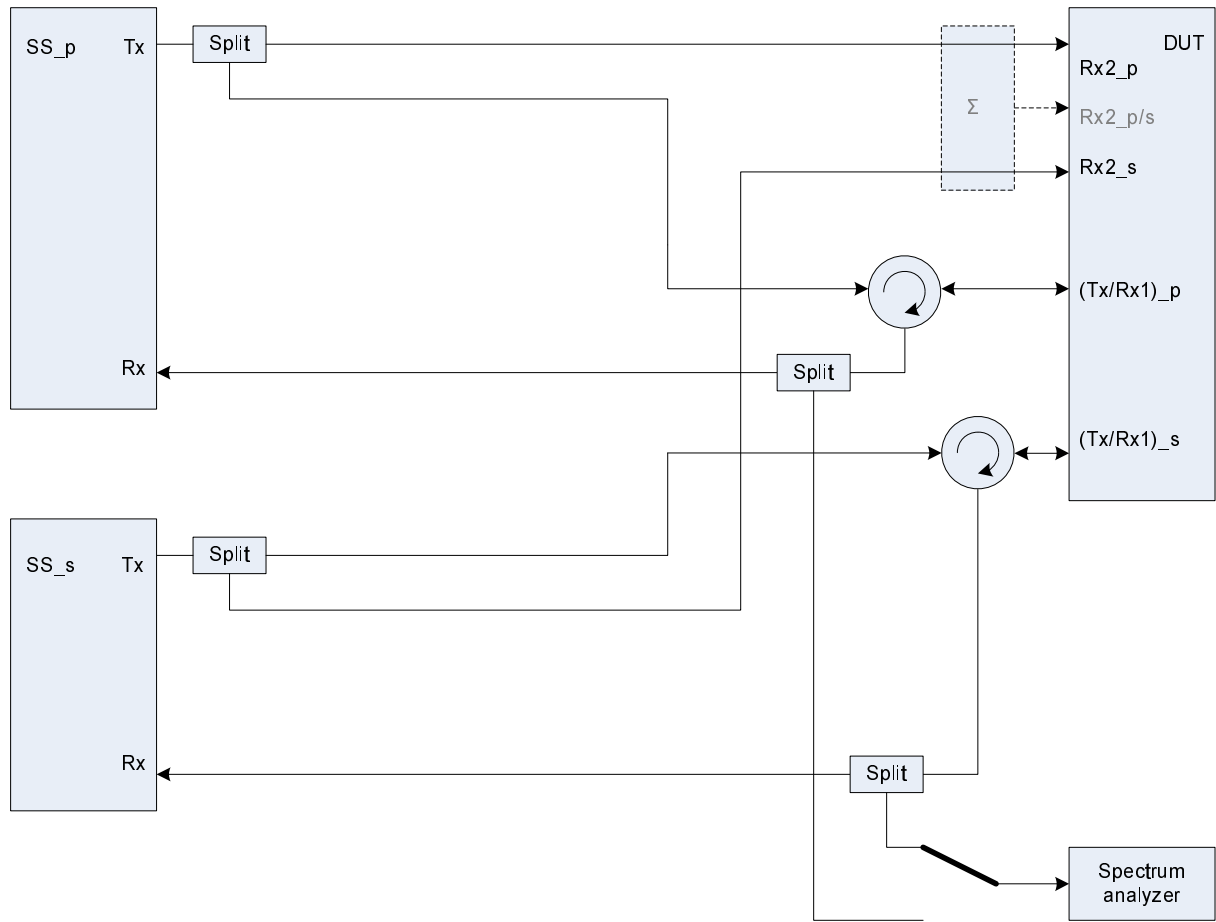 SS_p
Tx
Split
DUT
Rx2_p
Σ
Rx2_p/s
Rx2_s
(Tx/Rx1)_p
Rx
Split
(Tx/Rx1)_s
SS_s
Tx
Split
Rx
Split
Spectrum
analyzer